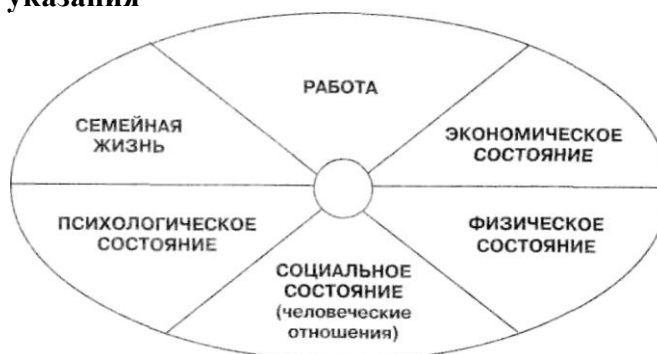 указания
РАБОТА
СЕМЕЙНАЯ
ЖИЗНЬ
ЭКОНОМИЧЕСКОЕ
СОСТОЯНИЕ
ПСИХОЛОГИЧЕСКОЕ
СОСТОЯНИЕ
ФИЗИЧЕСКОЕ
СОСТОЯНИЕ
СОЦИАЛЬНОЕ
СОСТОЯНИЕ
(человеческие
отношения)